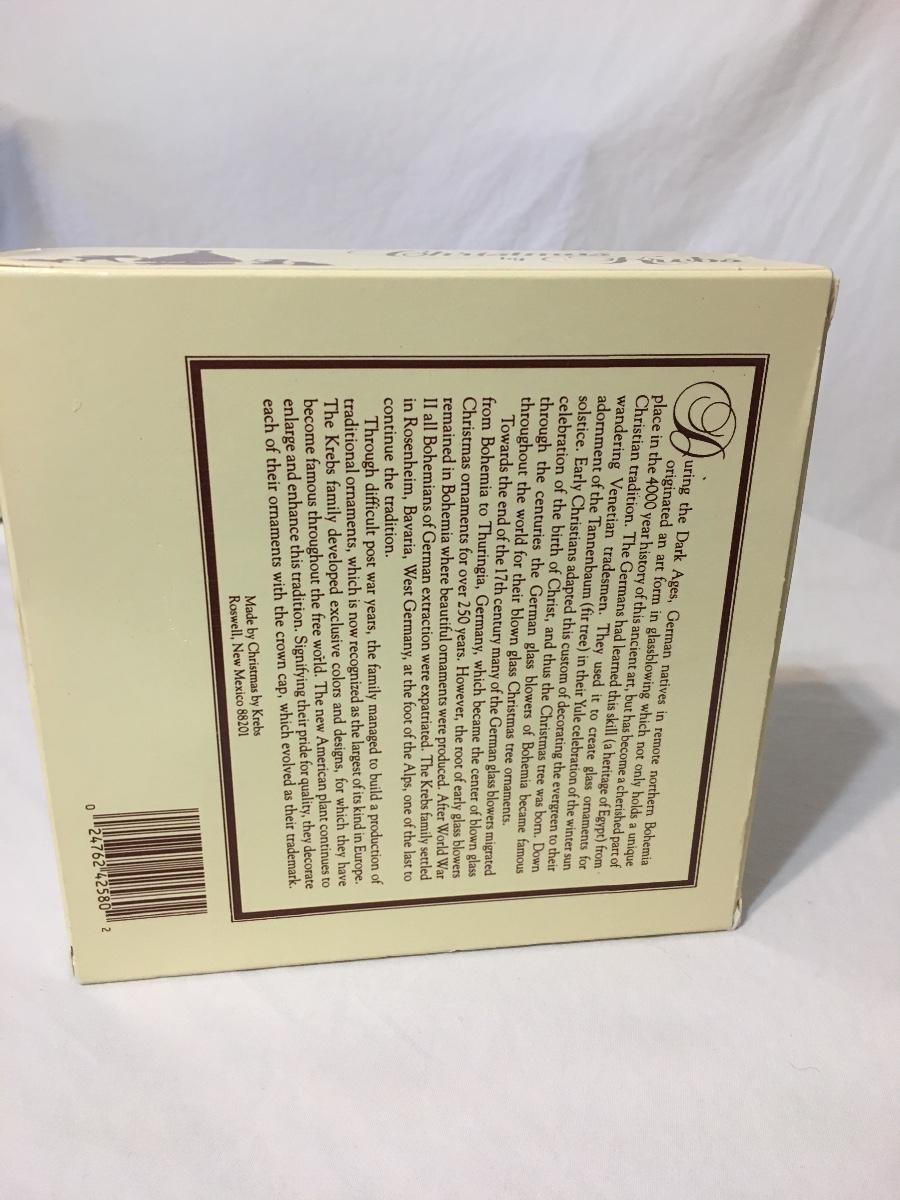 Christmas
by Krebs
During the Dark Ages, German natives in remote northern Bohemia
originated an art form in glassblowing which not only holds a unique
place in the 4000 year history of this ancient art, but has become a cherished part of
Christian tradition. The Germans had learned this skill (a heritage of Egypt) from
wandering Venetian tradesmen. They used it to create glass ornaments for
adornment of the Tannenbaum (fir tree) in their Yule celebration of the winter sun
solstice. Early Christians adapted this custom of decorating the evergreen to their
celebration of the birth of Christ, and thus the Christmas tree was born. Down
through the centuries the German glass blowers of Bohemia became famous
throughout the world for their blown glass Christmas tree ornaments.
Towards the end of the 17th century many of the German glass blowers migrated
from Bohemia to Thuringia, Germany, which became the center of blown glass
Christmas ornaments for over 250 years. However, the root of early glass blowers
remained in Bohemia where beautiful ornaments were produced. After World War
II all Bohemians of German extraction were expatriated. The Krebs family settled
in Rosenheim, Bavaria, West Germany, at the foot of the Alps, one of the last to
continue the tradition.
Through difficult post war years, the family managed to build a production of
traditional ornaments, which is now recognized as the largest of its kind in Europe.
The Krebs family developed exclusive colors and designs, for which they have
become famous throughout the free world. The new American plant continues to
enlarge and enhance this tradition. Signifying their pride for quality, they decorate
each of their ornaments with the crown cap, which evolved as their trademark.
Made by Christmas by Krebs
Roswell, New Mexico 88201
0 24762 42580 2